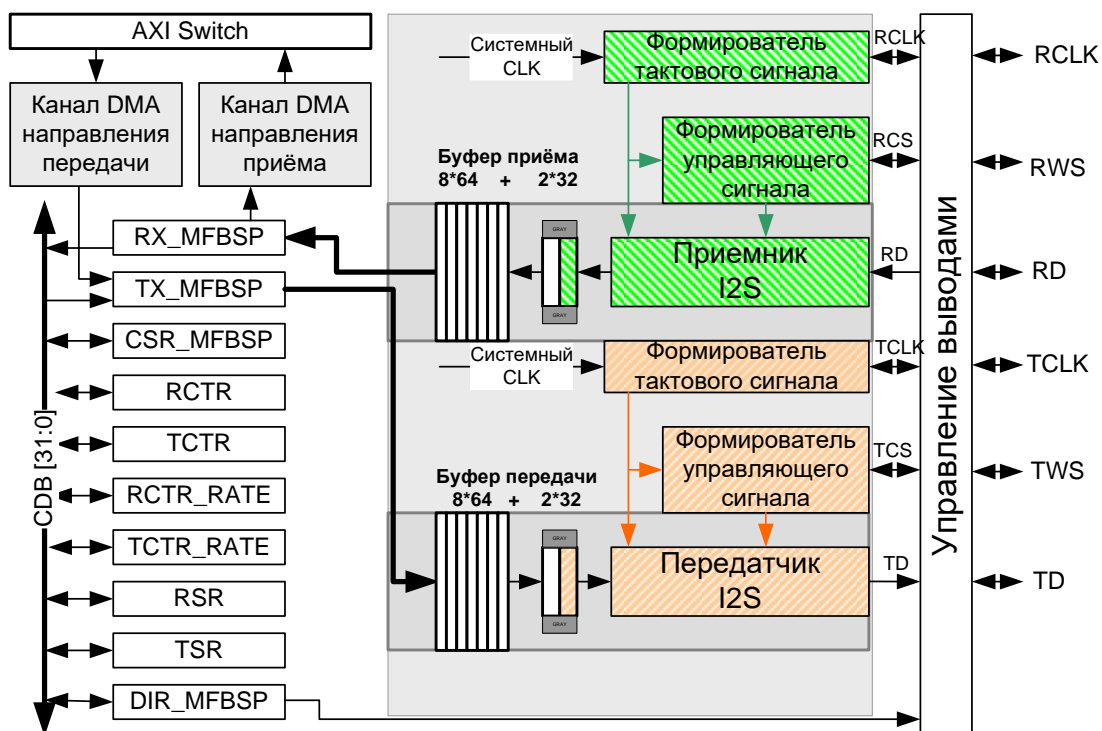 AXI Switch
Канал DMA
направления
передачи
Канал DMA
направления
приёма
CDB [31:0]
RX_MFBSP
TX_MFBSP
CSR_MFBSP
RCTR
TCTR
RCTR_RATE
TCTR_RATE
RSR
TSR
DIR_MFBSP
Системный
CLK
Формирователь
тактового сигнала
RCLK
Формирователь
управляющего
сигнала
RCS
Буфер приёма
8*64 + 2*32
GRAY
GRAY
Приемник
I2S
RD
Системный
CLK
Формирователь
тактового сигнала
TCLK
Формирователь
управляющего
сигнала
TCS
Буфер передачи
8*64 + 2*32
GRAY
GRAY
Передатчик
I2S
TD
Управление выводами
RCLK
RWS
RD
TCLK
TWS
TD